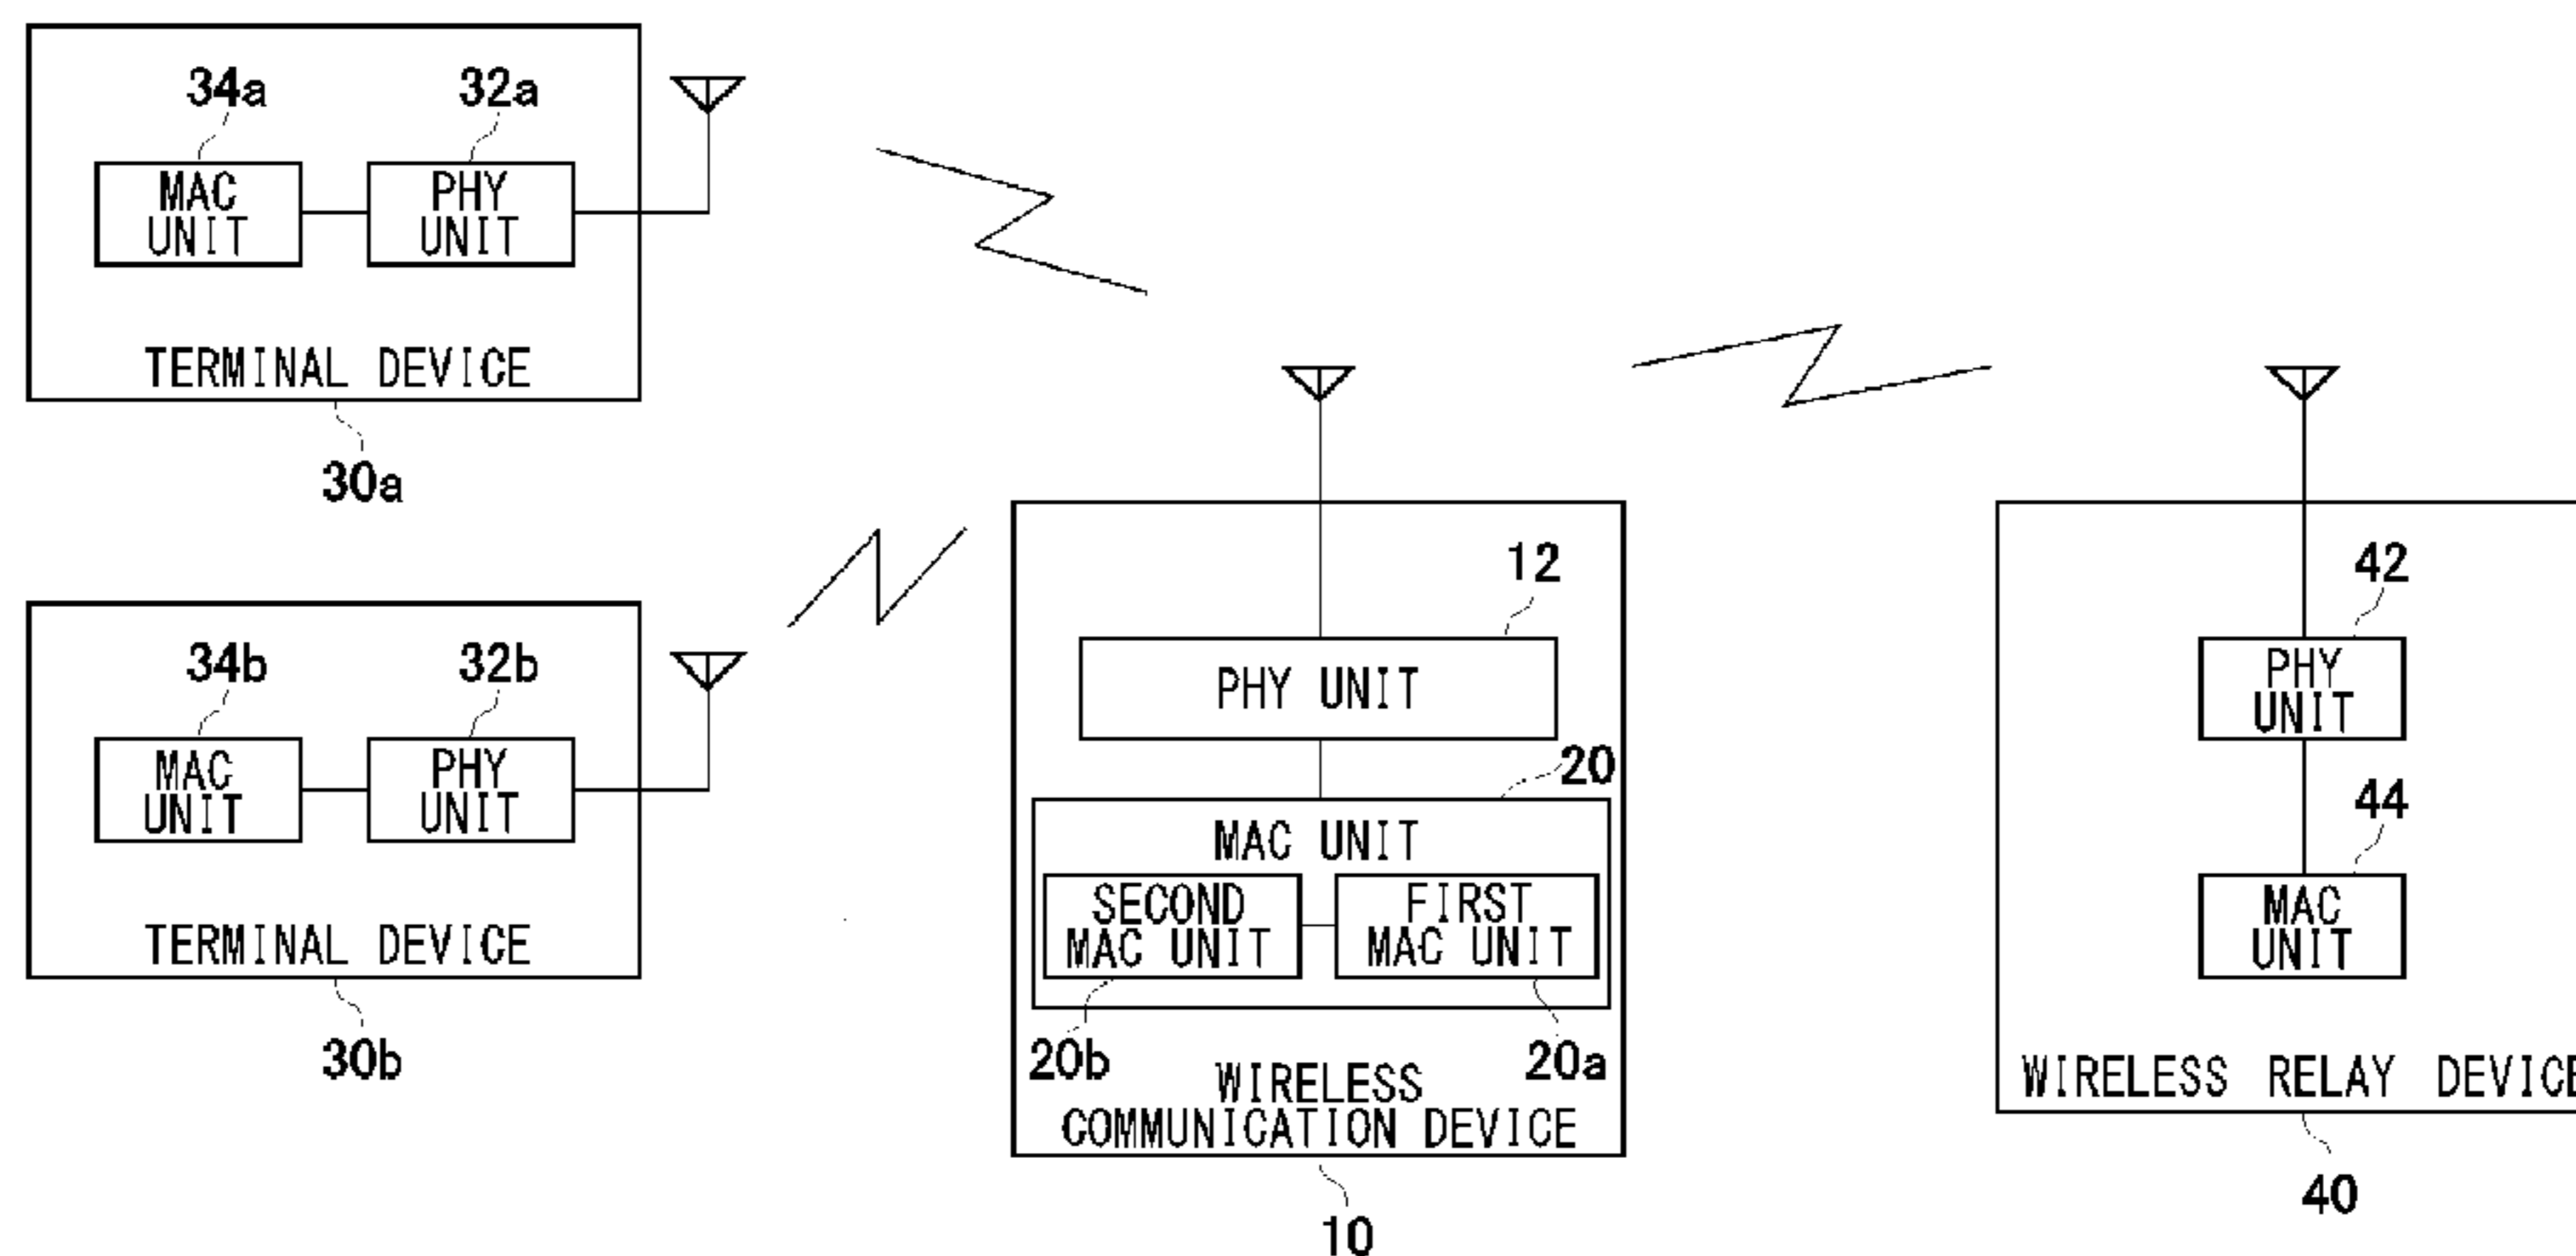 34a
32a
MAC
UNIT
PHY
UNIT
TERMINAL DEVICE
30a
34b
32b
MAC
UNIT
PHY
UNIT
TERMINAL DEVICE
30b
12
PHY UNIT
20
MAC UNIT
SECOND
MAC UNIT
FIRST
MAC UNIT
20b
20a
WIRELESS
COMMUNICATION DEVICE
10
42
PHY
UNIT
44
MAC
UNIT
WIRELESS RELAY DEVICE
40